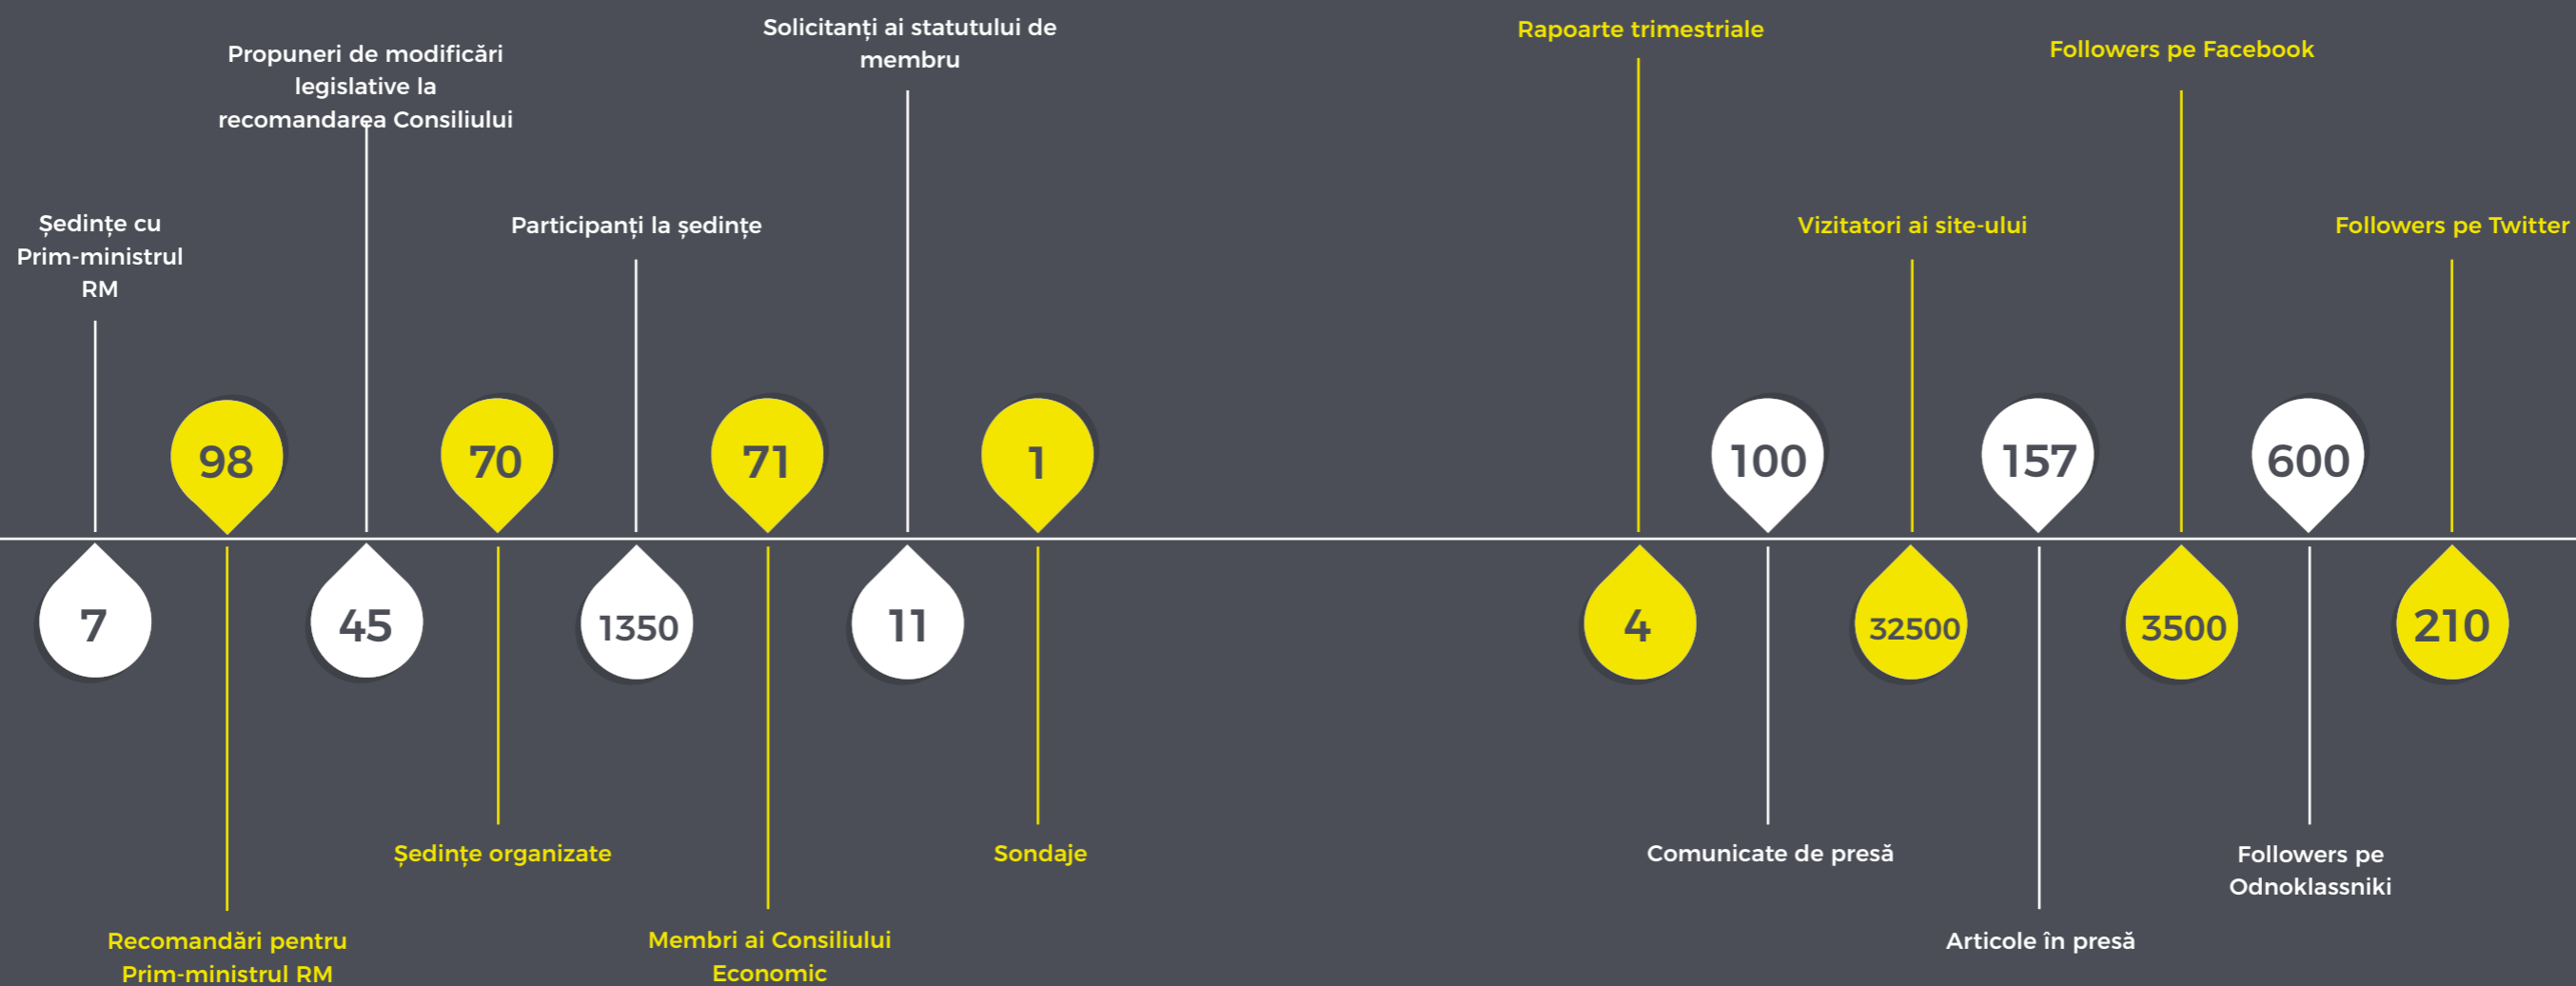 Ședințe cu
Prim-ministrul
RM
7
98
Recomandări pentru
Prim-ministrul RM
Propuneri de modificări
legislative la
recomandarea Consiliului
45
70
Ședințe organizate
Participanți la ședințe
1350
71
Membri ai Consiliului
Economic
Solicitanți ai statutului de
membru
11
1
Sondaje
Rapoarte trimestriale
4
100
Comunicate de presă
Vizitatori ai site-ului
32500
157
Articole în presă
Followers pe Facebook
3500
600
Followers pe
Odnoklassniki
Followers pe Twitter
210